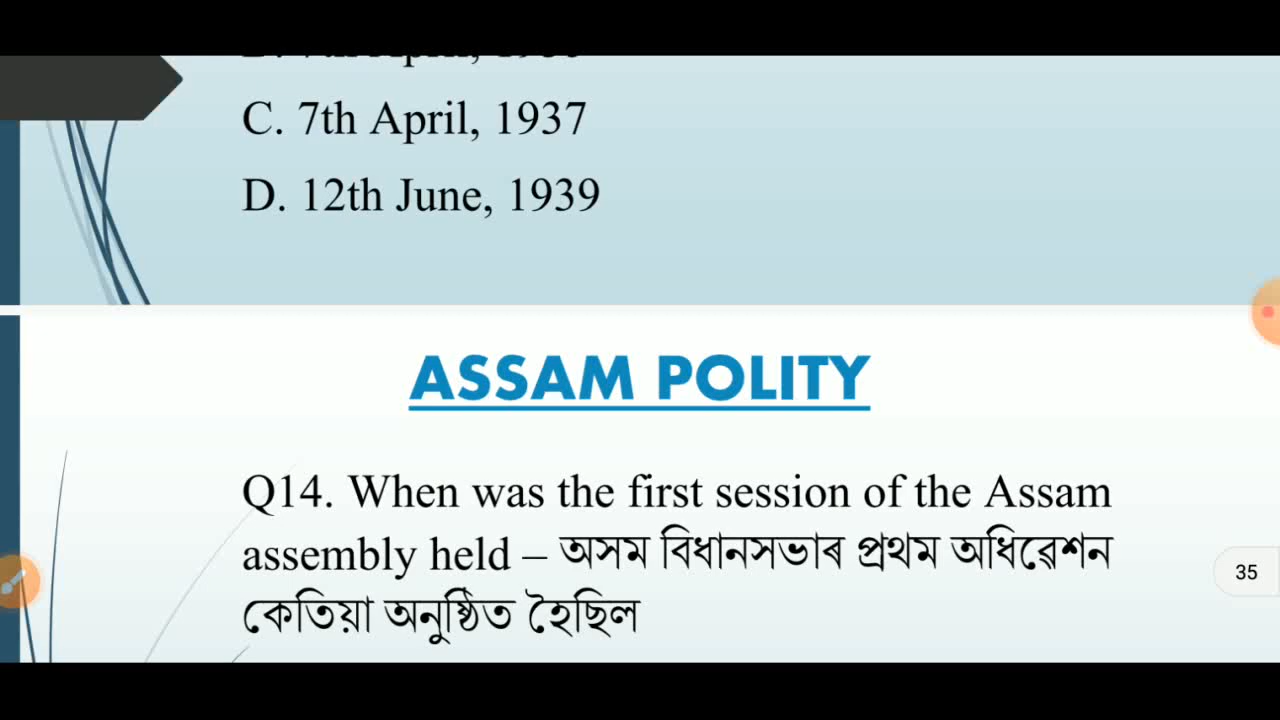 C. 7th April, 1937
D. 12th June, 1939
ASSAM POLITY
Q14. When was the first session of the Assam
assembly held – অসম বিধানসভাৰ প্ৰথম অধিৱেশন
কেতিয়া অনুষ্ঠিত হৈছিল
35